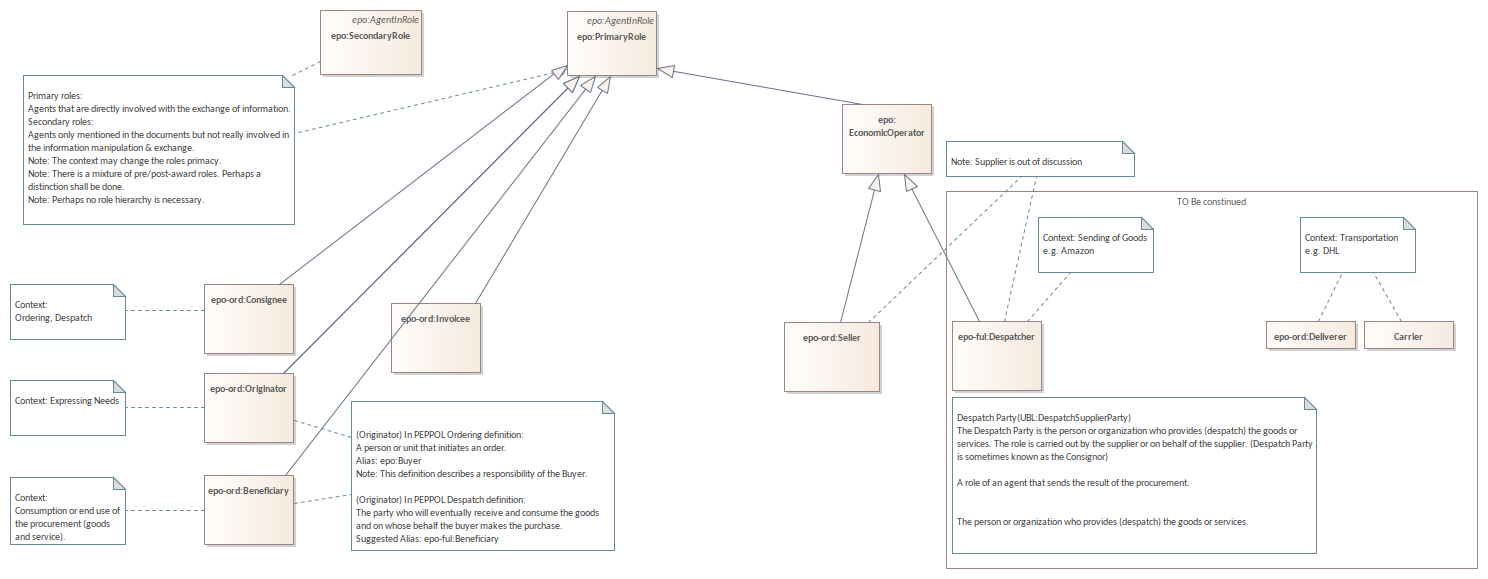 epo:AgentInRole
epo:SecondaryRole
epo:AgentInRole
epo:PrimaryRole
Primary roles:
Agents that are directly involved with the exchange of information.
Secondary roles:
Agents only mentioned in the documents but not really involved in
the information manipulation & exchange.
Note: The context may change the roles primacy.
Note: There is a mixture of pre/post-award roles. Perhaps a
distinction shall be done.
Note: Perhaps no role hierarchy is necessary.
epo:
EconomicOperator
Note: Supplier is out of discussion
TO Be constinued
Context: Sending of Goods
e.g. Amazon
Context: Transportation
e.g. DHL
Context:
Ordering, Despatch
epo-ord:Consignee
epo-ord:Invoicee
epo-ord:Seller
epo-ful:Despatcher
epo-ord:Deliverer
Carrier
Context: Expressing Needs
epo-ord:Originator
(Originator) In PEPPOL Ordering definition:
A person or unit that initiates an order.
Alias: epo:Buyer
Note: This definition describes a responsibility of the Buyer.
(Originator) In PEPPOL Despatch definition:
The party who will eventually receive and consume the goods
and on whose behalf the buyer makes the purchase.
Suggested Alias: epo-ful:Beneficiary
Despatch Party(UBL:DespatchSupplierParty)
The Despatch Party is the person or organization who provides (despatch) the goods or
services. The role is carried out by the supplier or on behalf of the supplier. (Despatch Party
is sometimes known as the Consignor)
A role of an agent that sends the result of the procurement.
The person or organization who provides (despatch) the goods or services.
Context:
Consumption or end use of
the procurement (goods
and service).
epo-ord:Beneficiary